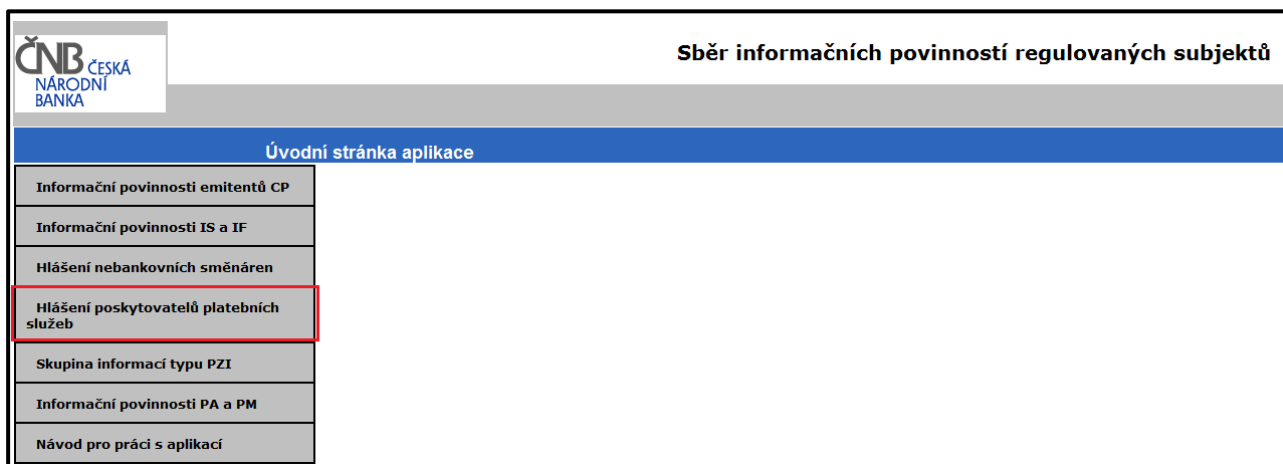 ČNB ČESKÁ
NÁRODNÍ
BANKA
Sběr informačních povinností regulovaných subjektů
Úvodní stránka aplikace
Informační povinnosti emitentů CP
Informační povinnosti IS a IF
Hlášení nebankovních směnáren
Hlášení poskytovatelů platebních
služeb
Skupina informací typu PZI
Informační povinnosti PA a PM
Návod pro práci s aplikací